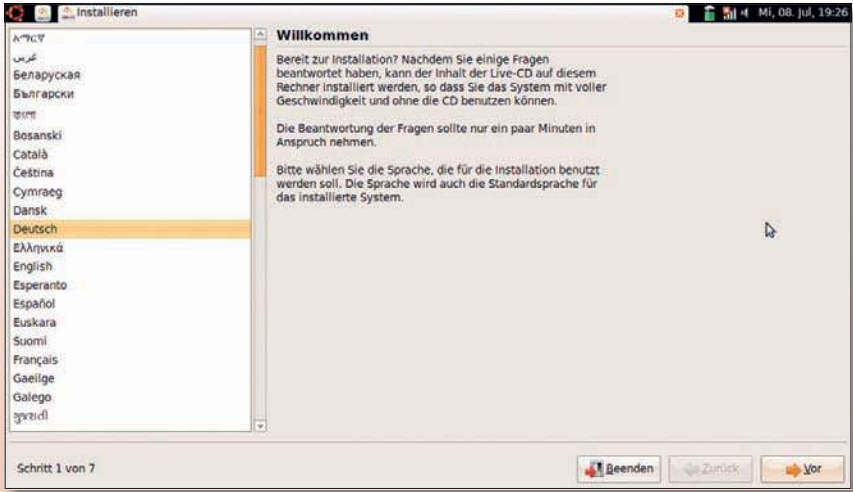 Installieren
Mi, 08. Jul, 19:26
አማርኛ
عربي
Беларуская
Български
বাংলা
Bosanski
Català
Čeština
Cymraeg
Dansk
Deutsch
Ελληνικά
English
Esperanto
Español
Euskara
Suomi
Français
Gaeilge
Galego
ગુજરાતી
Willkommen
Bereit zur Installation? Nachdem Sie einige Fragen
beantwortet haben, kann der Inhalt der Live-CD auf diesem
Rechner installiert werden, so dass Sie das System mit voller
Geschwindigkeit und ohne die CD benutzen können.
Die Beantwortung der Fragen sollte nur ein paar Minuten in
Anspruch nehmen.
Bitte wählen Sie die Sprache, die für die Installation benutzt
werden soll. Die Sprache wird auch die Standardsprache für
das installierte System.
Schritt 1 von 7
Beenden
Zurück
Vor